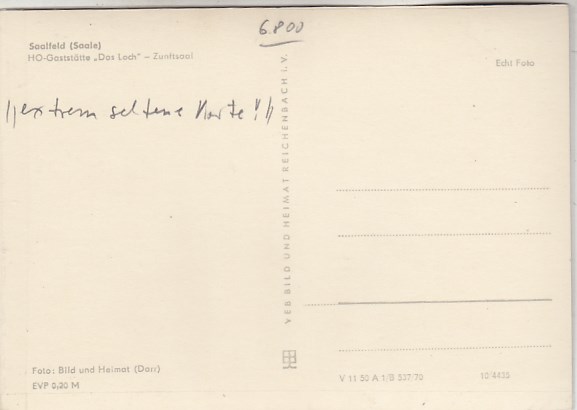 6.800
Saalfeld (Saale)
HO-Gaststätte „Das Loch" – Zunftsaal
Echt Foto
!! extrem seltene Karte !!
VEB BILD UND HEIMAT REICHENBACH I. V.
Foto: Bild und Heimat (Darr)
EVP 0,20 M
V 11 50 A 1/B 537/70
10/4435